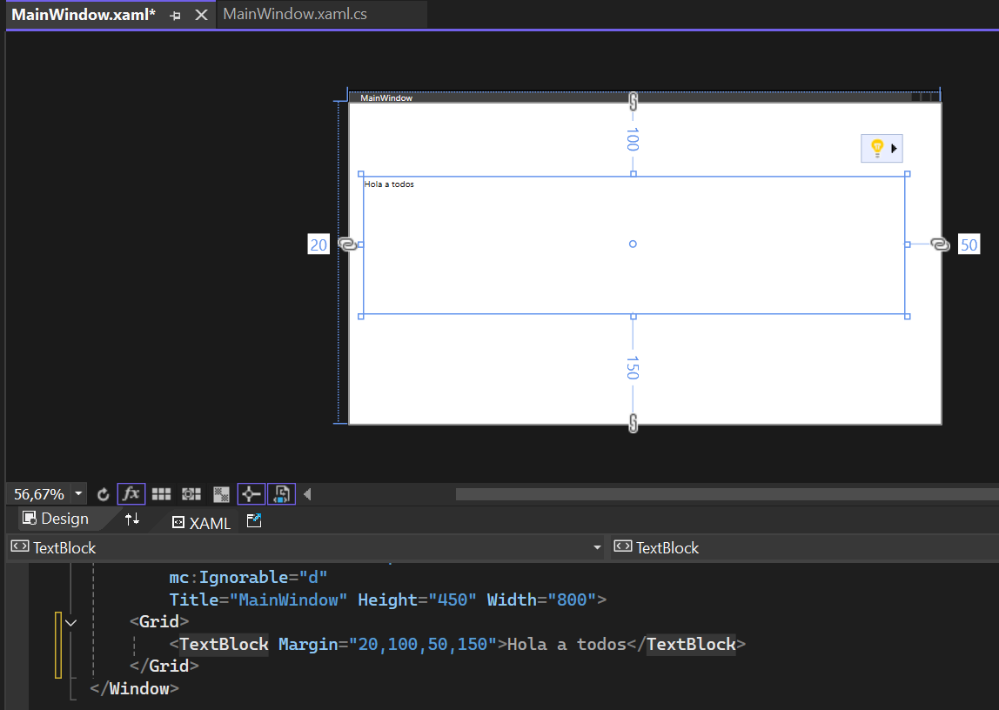 MainWindow.xaml* MainWindow.xaml.cs
MainWindow
100
Hola a todos
20 50
150
56,67% fx
Design XAML
TextBlock TextBlock
mc:Ignorable="d"
Title="MainWindow" Height="450" Width="800">
<Grid>
<TextBlock Margin="20,100,50,150">Hola a todos</TextBlock>
</Grid>
</Window>